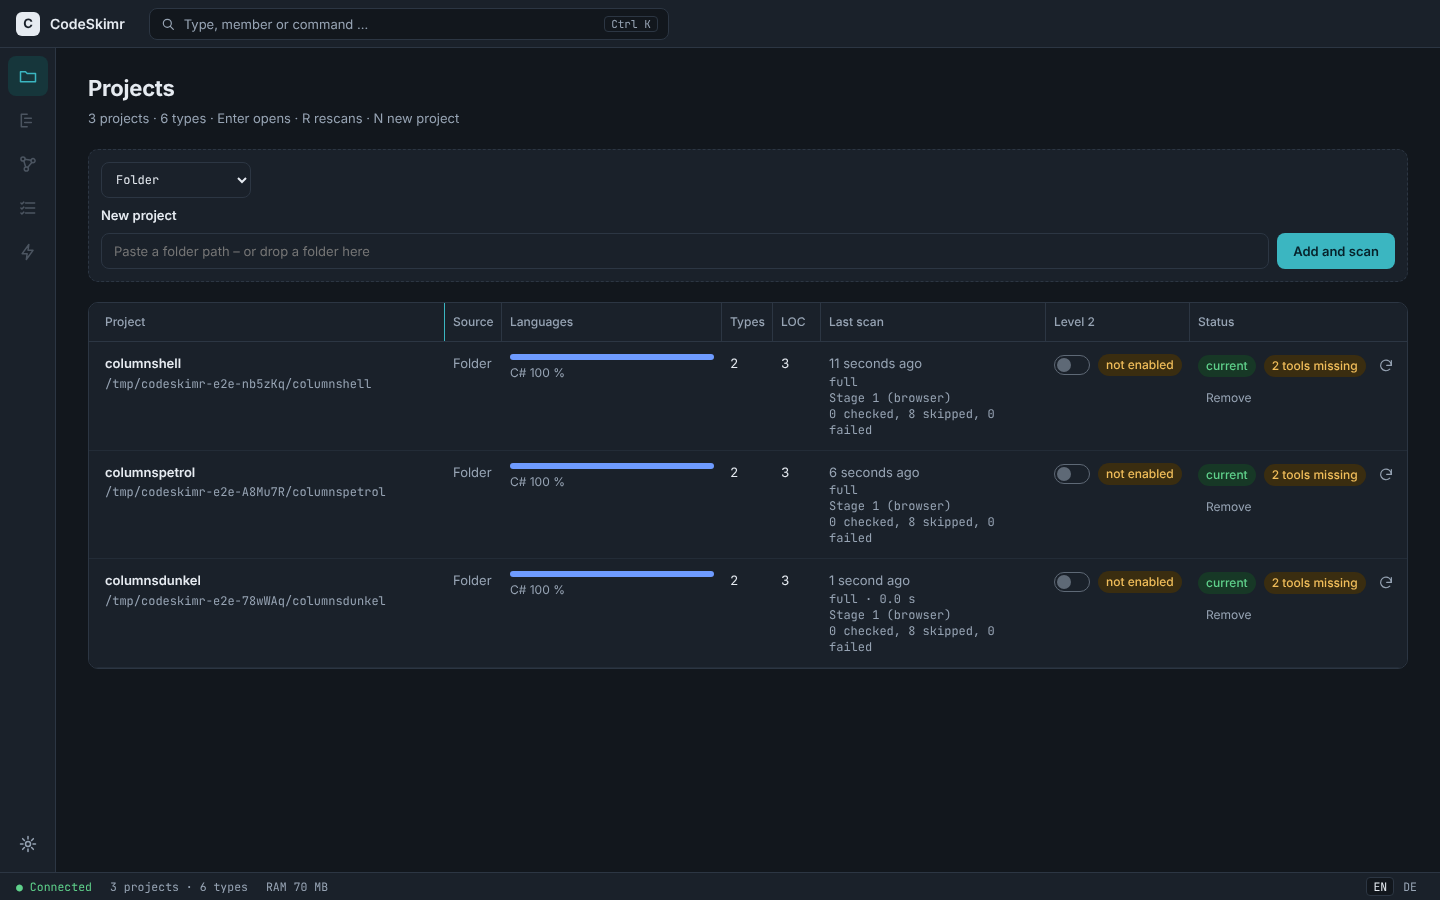 C CodeSkimr Type, member or command ... Ctrl K
Projects
3 projects · 6 types · Enter opens · R rescans · N new project
Folder
New project
Paste a folder path – or drop a folder here Add and scan
Project Source Languages Types LOC Last scan Level 2 Status
columnshell Folder 2 3 11 seconds ago not enabled current 2 tools missing
/tmp/codeskimr-e2e-nb5zKq/columnshell C# 100 % full
Stage 1 (browser) Remove
0 checked, 8 skipped, 0
failed
columnspetrol Folder 2 3 6 seconds ago not enabled current 2 tools missing
/tmp/codeskimr-e2e-A8Mu7R/columnspetrol C# 100 % full
Stage 1 (browser) Remove
0 checked, 8 skipped, 0
failed
columnsdunkel Folder 2 3 1 second ago not enabled current 2 tools missing
/tmp/codeskimr-e2e-78wWAq/columnsdunkel C# 100 % full · 0.0 s
Stage 1 (browser) Remove
0 checked, 8 skipped, 0
failed
Connected 3 projects · 6 types RAM 70 MB EN DE